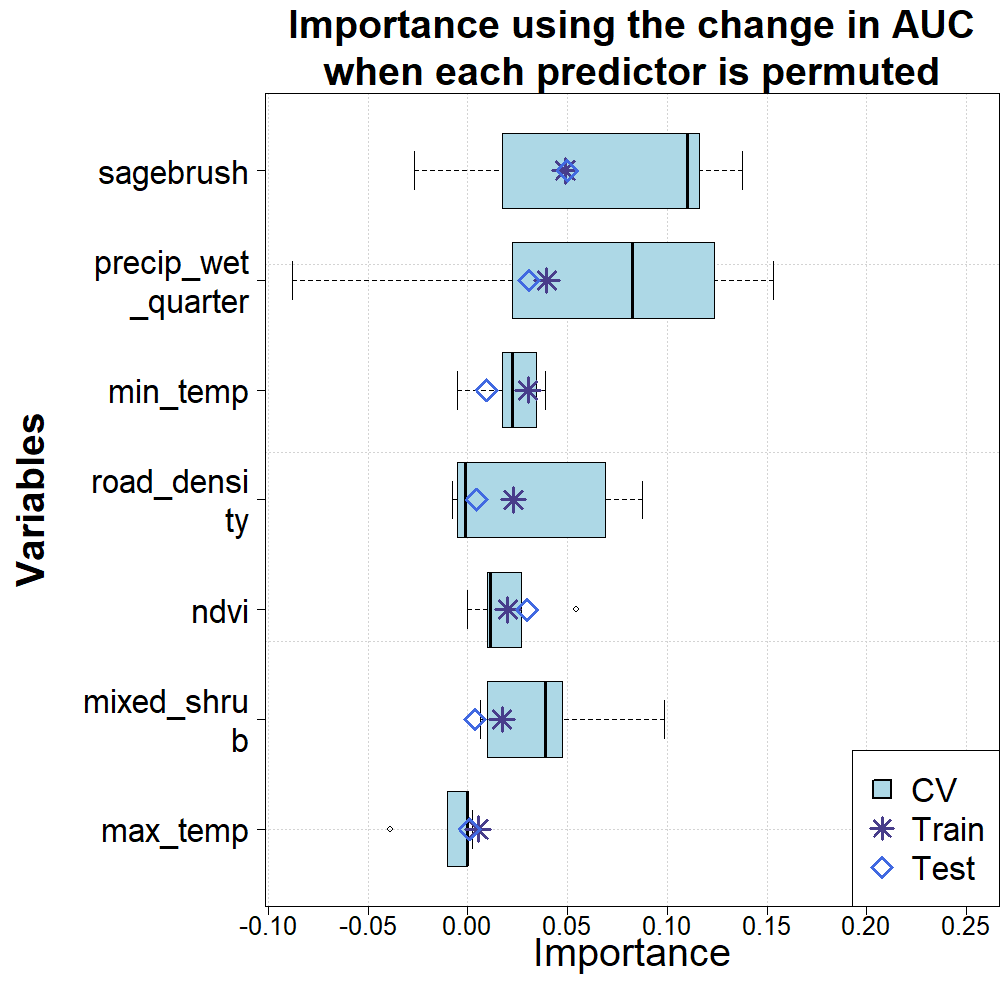 Importance using the change in AUC
when each predictor is permuted
Variables
sagebrush
precip_wet
_quarter
min_temp
road_densi
ty
ndvi
mixed_shru
b
max_temp
CV
Train
Test
-0.10 -0.05 0.00 0.05 0.10 0.15 0.20 0.25
Importance